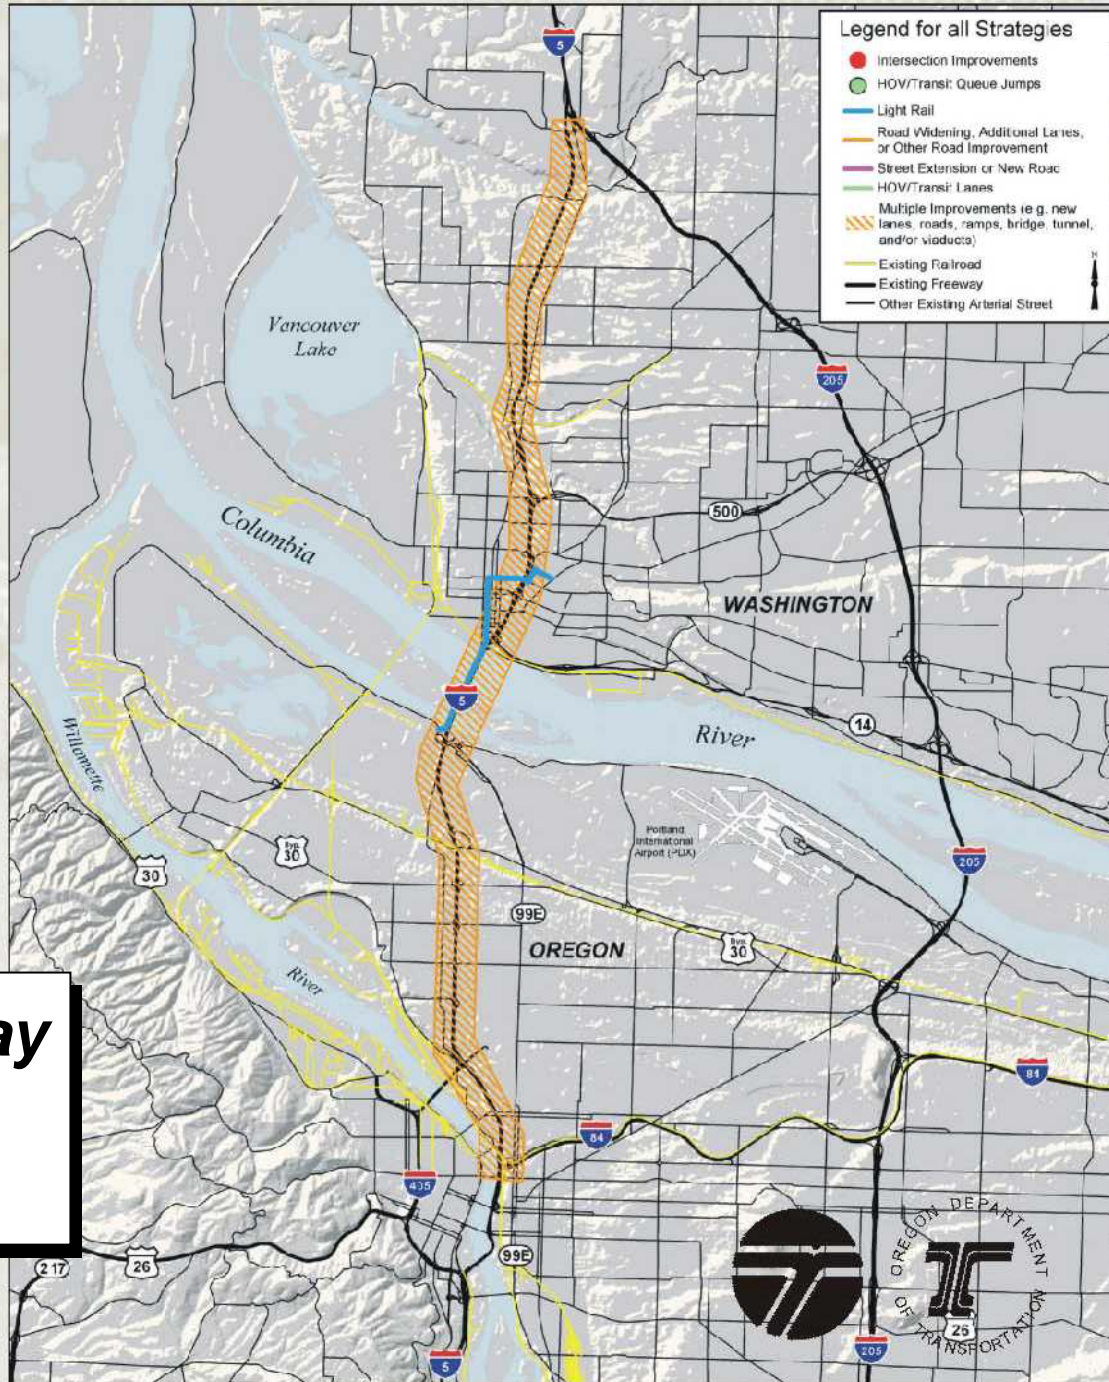 Legend for all Strategies
Intersection Improvements
HOV/Transit Queue Jumps
Light Rail
Road Widening, Additional Lanes,
or Other Road Improvement
Street Extension or New Road
HOV/Transit Lanes
Multiple Improvements (e.g. new
lanes, roads, ramps, bridge, tunnel,
and/or viaducts)
Existing Railroad
Existing Freeway
Other Existing Arterial Street
N
5
Vancouver
Lake
205
500
Columbia
WASHINGTON
5
River
14
Willamette
Portland
International
Airport (PDX)
Byp.
30
30
205
99E
OREGON
Byp.
30
River
ay
84
84
405
99E
217
26
OREGON DEPARTMENT
OF TRANSPORTATION
26
205
5